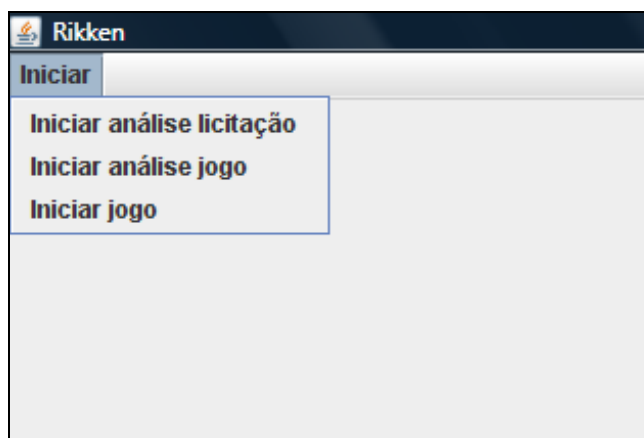 Rikken
Iniciar
Iniciar análise licitação
Iniciar análise jogo
Iniciar jogo